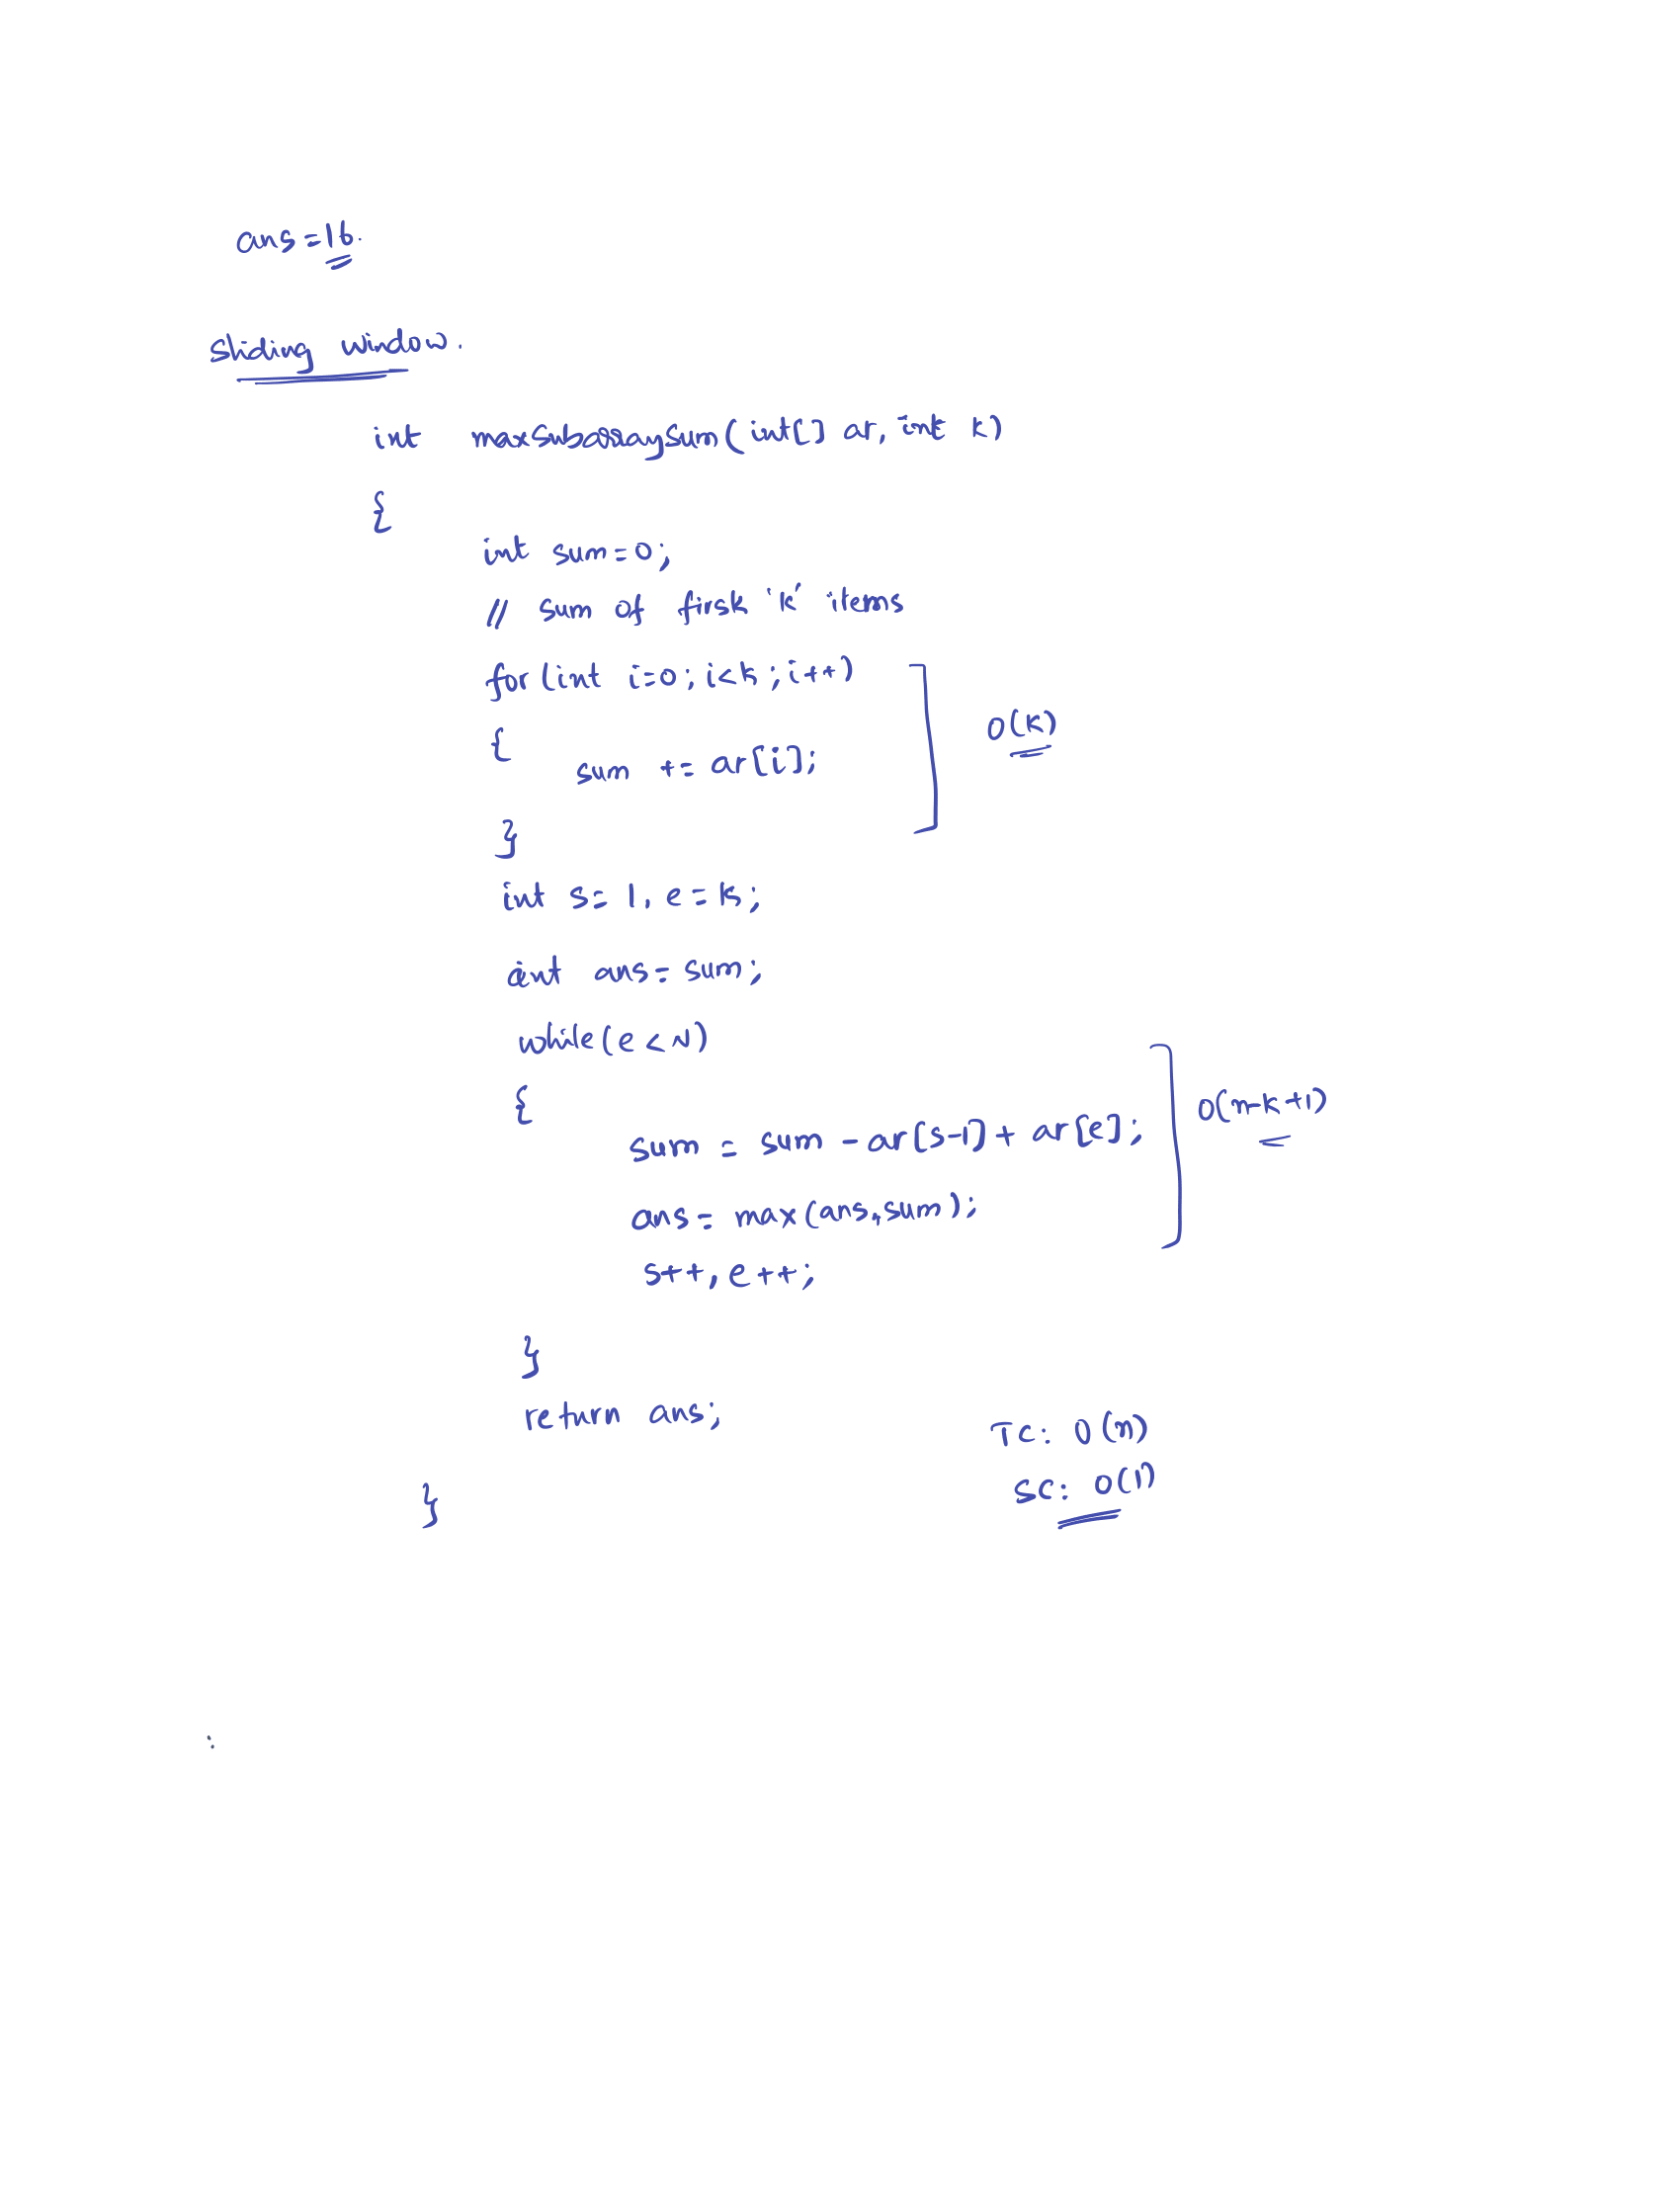 ans = 16.
Sliding window.
int maxSubarraySum(int[] ar, int k)
{
int sum=0;
// sum of first 'k' items
for(int i=0; i<k; i++)
{
sum += ar[i];
O(k)
}
int s= 1, e=k;
int ans= sum;
while(e < N)
{
sum = sum - ar[s-1] + ar[e];
O(n-k+1)
ans= max(ans,sum);
s++, e++;
}
return ans;
TC: O(n)
}
SC: O(1)